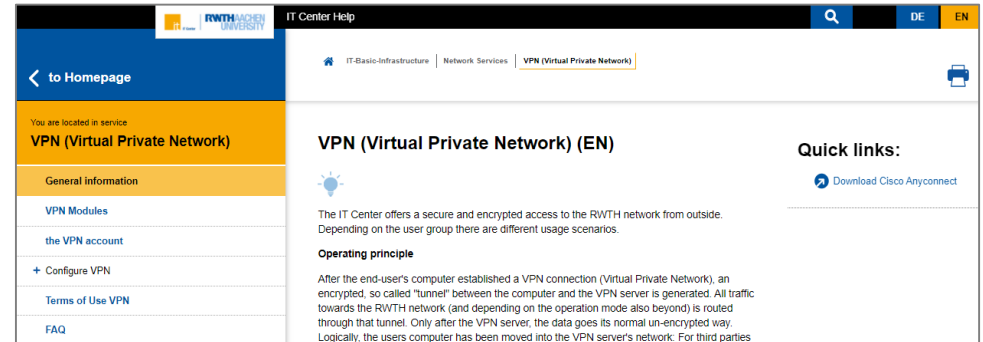 RWTHAACHEN
UNIVERSITY
IT Center Help
DE
EN
to Homepage
IT-Basic-Infrastructure
Network Services
VPN (Virtual Private Network)
You are located in service
VPN (Virtual Private Network)
General information
VPN Modules
the VPN account
+ Configure VPN
Terms of Use VPN
FAQ
VPN (Virtual Private Network) (EN)
The IT Center offers a secure and encrypted access to the RWTH network from outside.
Depending on the user group there are different usage scenarios.
Operating principle
After the end-user's computer established a VPN connection (Virtual Private Network), an
encrypted, so called "tunnel" between the computer and the VPN server is generated. All traffic
towards the RWTH network (and depending on the operation mode also beyond) is routed
through that tunnel. Only after the VPN server, the data goes its normal un-encrypted way.
Logically, the users computer has been moved into the VPN server's network: For third parties
Quick links:
Download Cisco Anyconnect